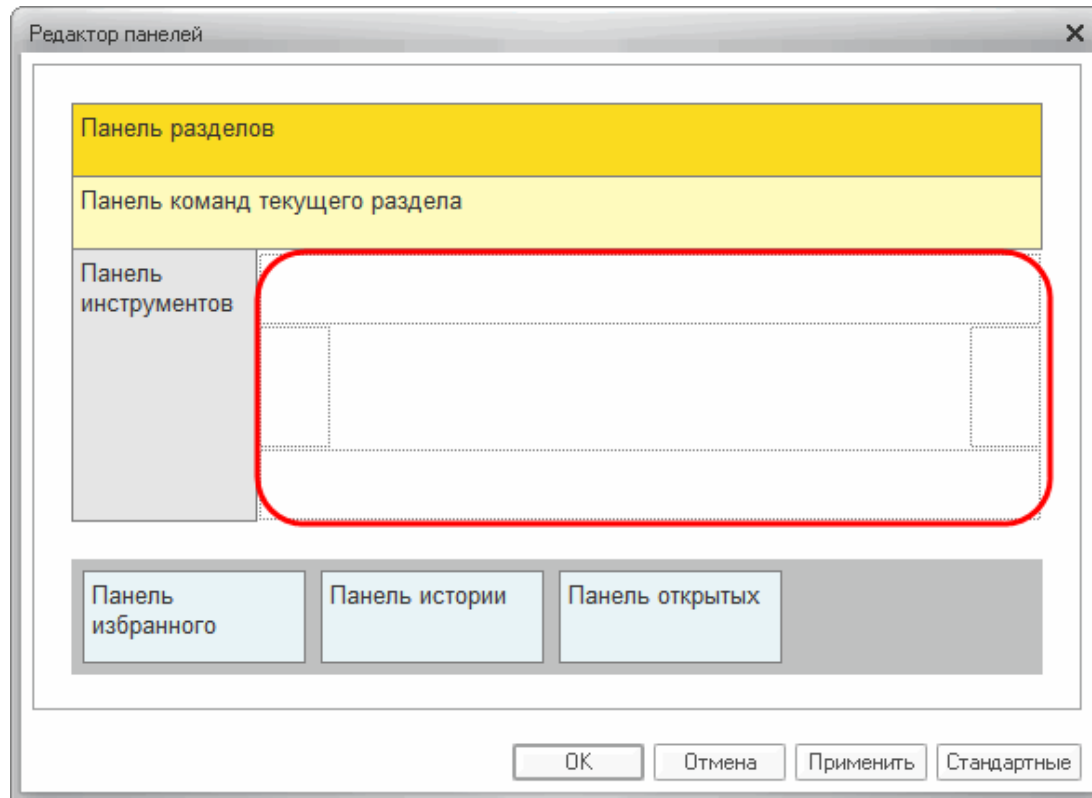 Редактор панелей
Панель разделов
Панель команд текущего раздела
Панель
инструментов
Панель
избранного
Панель истории
Панель открытых
OK
Отмена
Применить
Стандартные